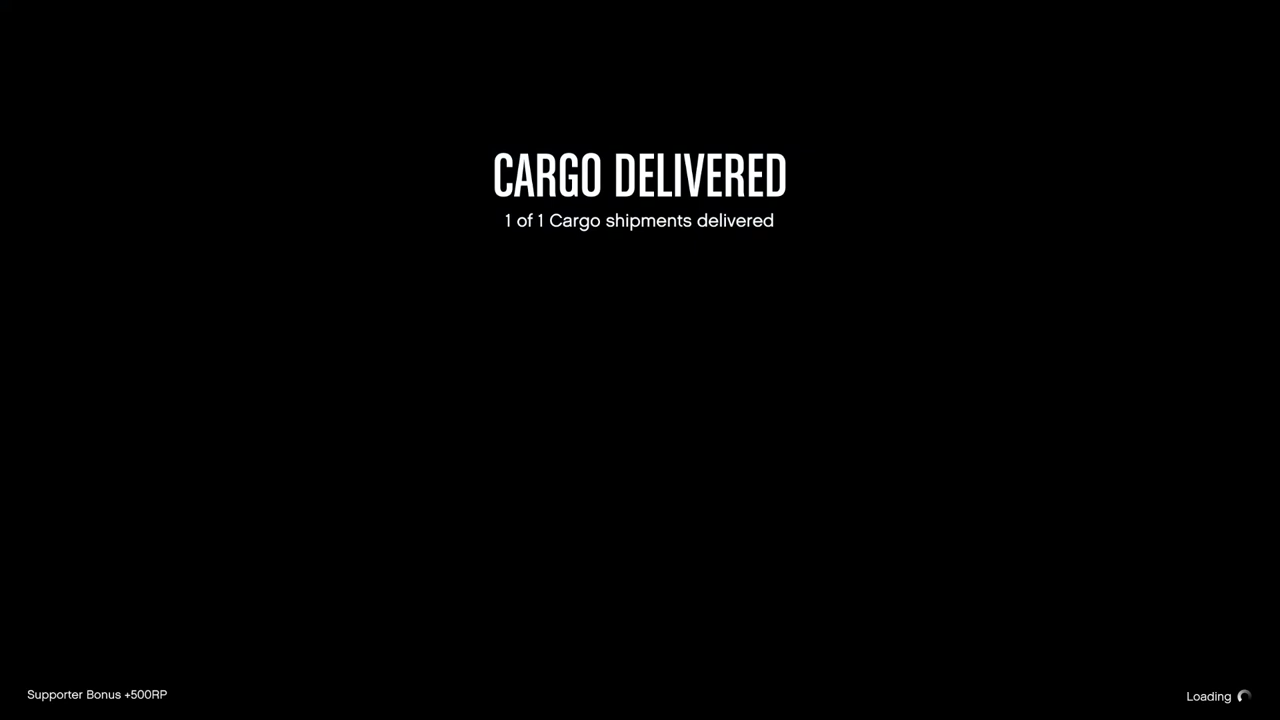 CARGO DELIVERED
1 of 1 Cargo shipments delivered
Supporter Bonus +500RP
Loading